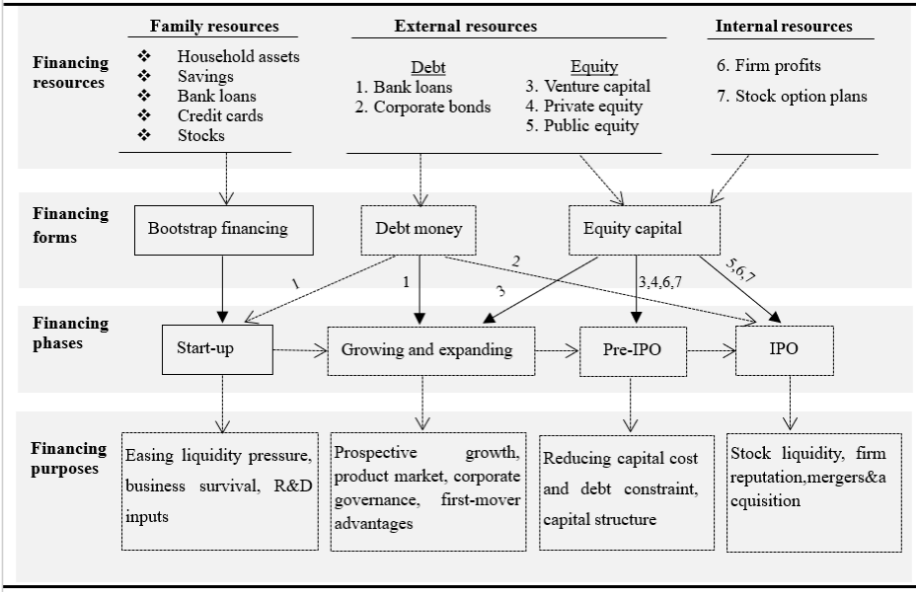 Family resources
External resources
Internal resources
Financing
resources
❖ Household assets
❖ Savings
❖ Bank loans
❖ Credit cards
❖ Stocks
Debt
1. Bank loans
2. Corporate bonds
Equity
3. Venture capital
4. Private equity
5. Public equity
6. Firm profits
7. Stock option plans
Financing
forms
Bootstrap financing
Debt money
Equity capital
1
1
2
3
3,4,6,7
5,6,7
Financing
phases
Start-up
Growing and expanding
Pre-IPO
IPO
Financing
purposes
Easing liquidity pressure,
business survival, R&D
inputs
Prospective growth,
product market, corporate
governance, first-mover
advantages
Reducing capital cost
and debt constraint,
capital structure
Stock liquidity, firm
reputation,mergers&a
cquisition